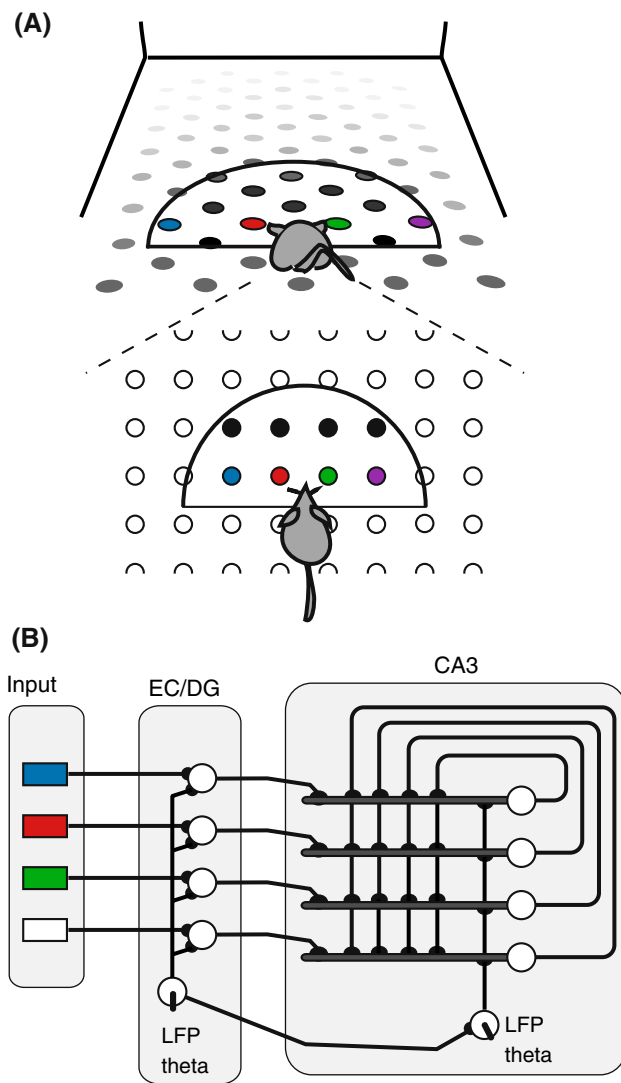 (A)
(B)
Input
EC/DG
CA3
LFP
theta
LFP
theta